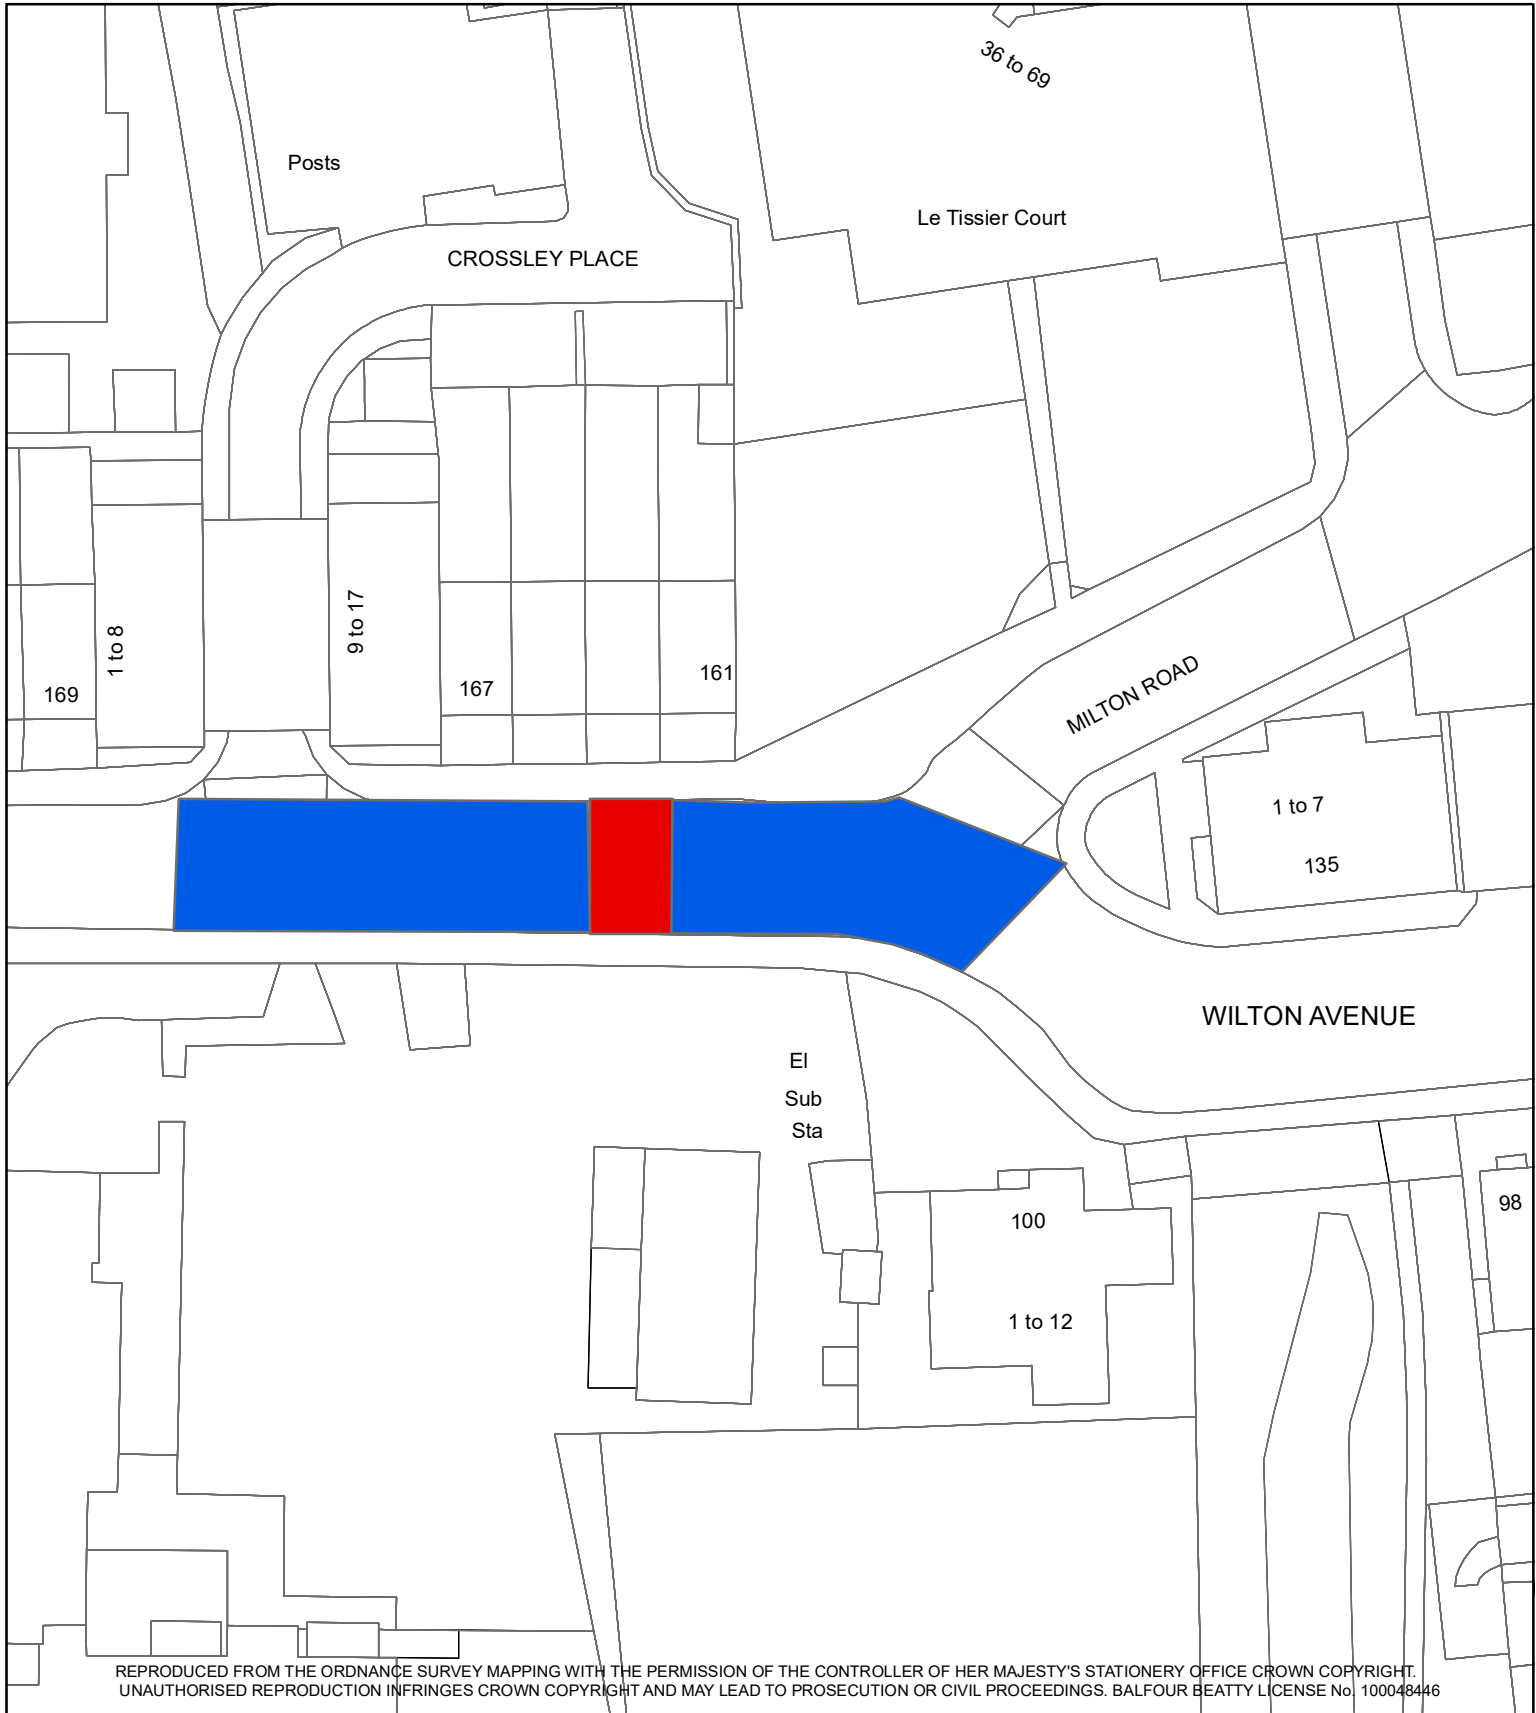 36 to 69
Posts
Le Tissier Court
CROSSLEY PLACE
1 to 8
9 to 17
169
167
161
MILTON ROAD
1 to 7
135
WILTON AVENUE
El
Sub
Sta
100
98
1 to 12
REPRODUCED FROM THE ORDNANCE SURVEY MAPPING WITH THE PERMISSION OF THE CONTROLLER OF HER MAJESTY'S STATIONERY OFFICE CROWN COPYRIGHT.
UNAUTHORISED REPRODUCTION INFRINGES CROWN COPYRIGHT AND MAY LEAD TO PROSECUTION OR CIVIL PROCEEDINGS. BALFOUR BEATTY LICENSE No. 100048446